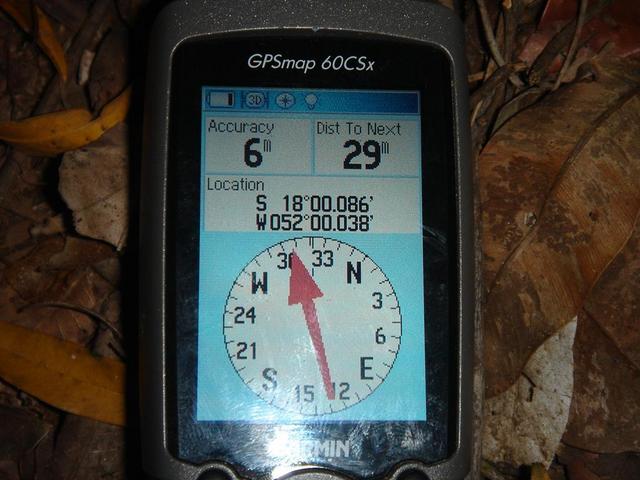 GPSmap 60CSx
3D
Accuracy Dist To Next
6m 29m
Location
S 18°00.086'
W052°00.038'
30 33 N
W 3
24 6
21 E
S 15 12
GARMIN